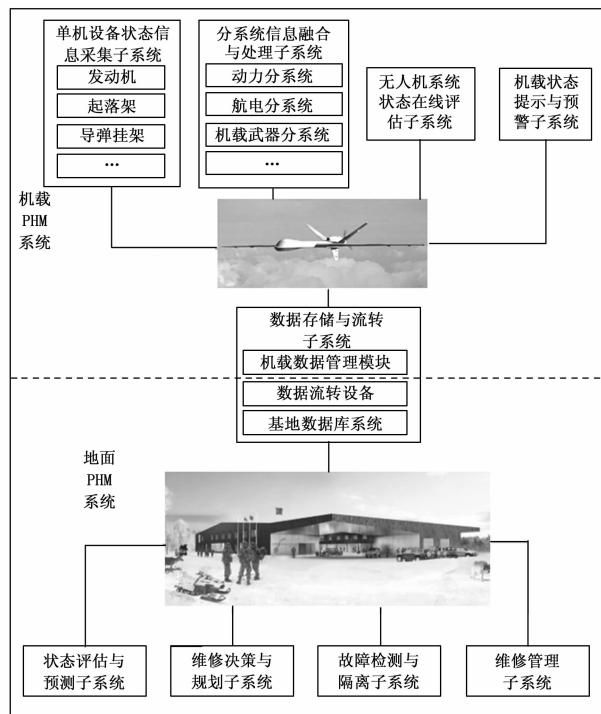 单机设备状态信
息采集子系统
发动机
起落架
导弹挂架
...
分系统信息融合
与处理子系统
动力分系统
航电分系统
机载武器分系统
...
无人机系统
状态在线评
估子系统
机载状态
提示与预
警子系统
机载
PHM
系统
数据存储与流转
子系统
机载数据管理模块
数据流转设备
基地数据库系统
地面
PHM
系统
状态评估与
预测子系统
维修决策与
规划子系统
故障检测与
隔离子系统
维修管理
子系统